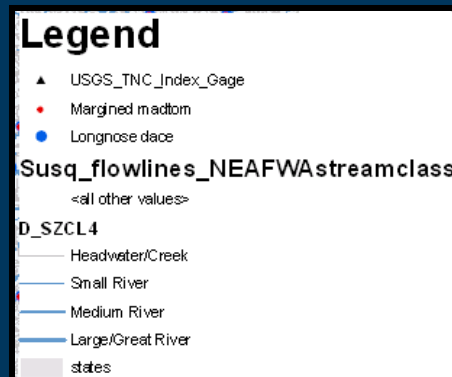 Legend
USGS_TNC_Index_Gage
Margined madtom
Longnose dace
Susq_flowlines_NEAFWAstreamclass
<all other values>
D_SZCL4
Headwater/Creek
Small River
Medium River
Large/Great River
states